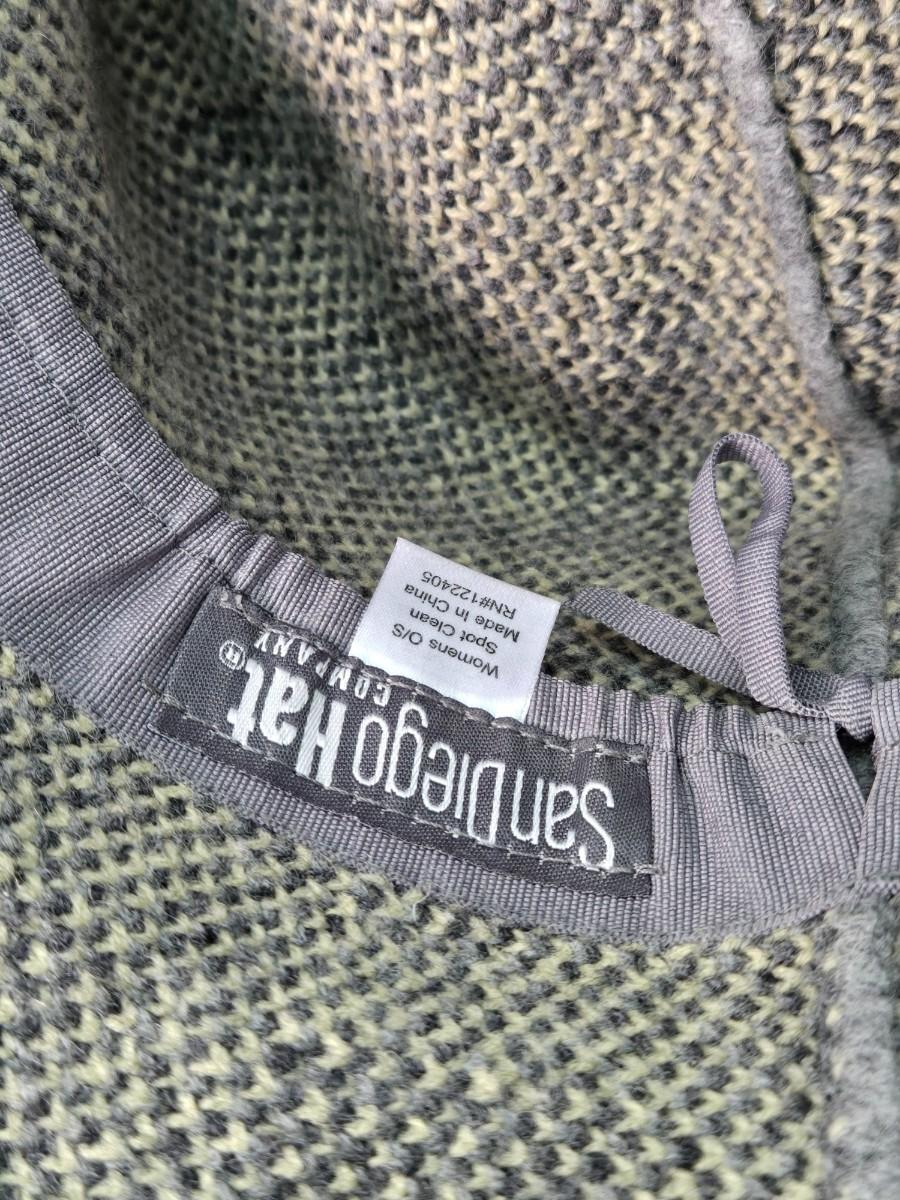 San Diego Hat
COMPANY ®
Womens O/S
Spot Clean
Made In China
RN#122405